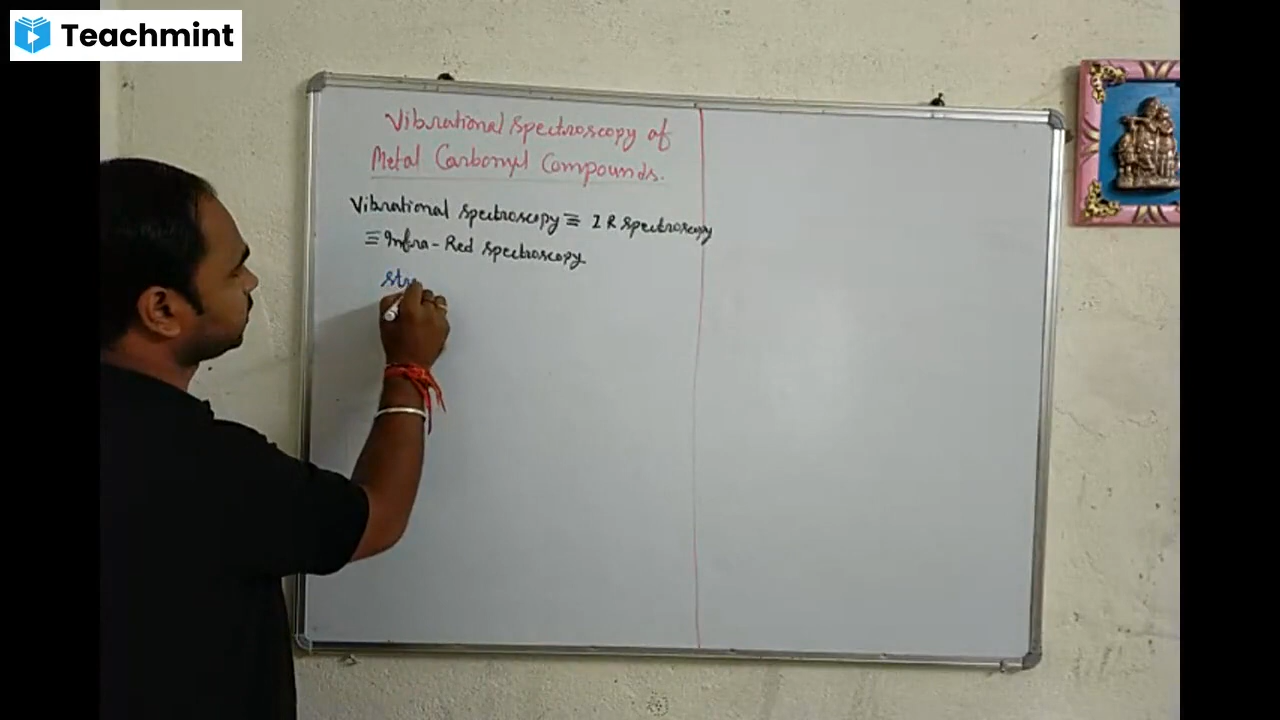 Teachmint
Vibrational Spectroscopy of
Metal Carbonyl Compounds.
Vibrational Spectroscopy ≡ IR Spectroscopy
≡ Infra-Red Spectroscopy